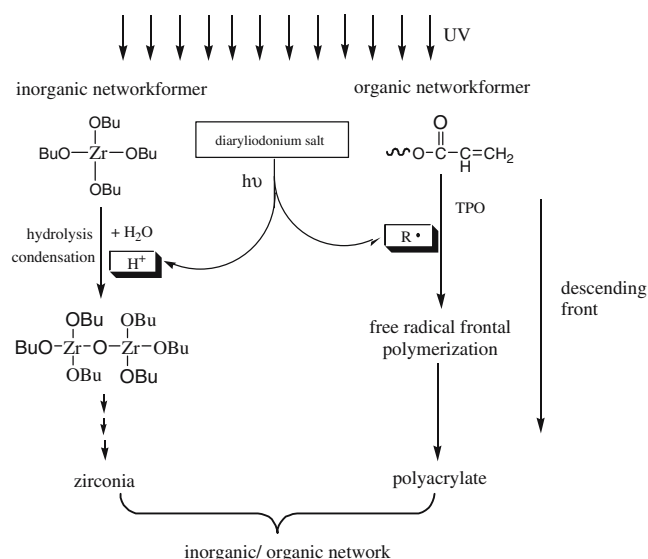 UV
inorganic networkformer
organic networkformer
OBu
BuO—Zr—OBu
OBu
diaryliodonium salt
O
O—C—C=CH₂
H
hυ
TPO
hydrolysis
condensation
+ H₂O
H⁺
R •
descending
front
OBu OBu
BuO—Zr—O—Zr—OBu
OBu OBu
free radical frontal
polymerization
zirconia
polyacrylate
inorganic/ organic network